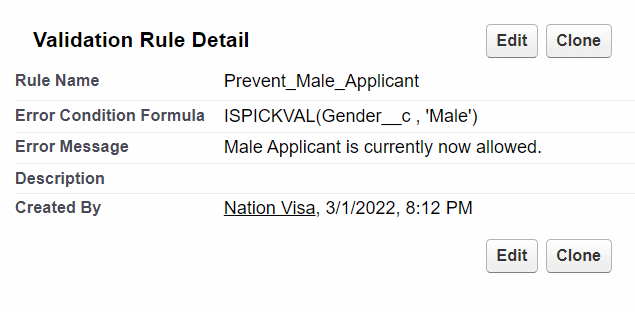 Validation Rule Detail Edit Clone
Rule Name Prevent_Male_Applicant
Error Condition Formula ISPICKVAL(Gender__c , 'Male')
Error Message Male Applicant is currently now allowed.
Description
Created By Nation Visa, 3/1/2022, 8:12 PM
Edit Clone